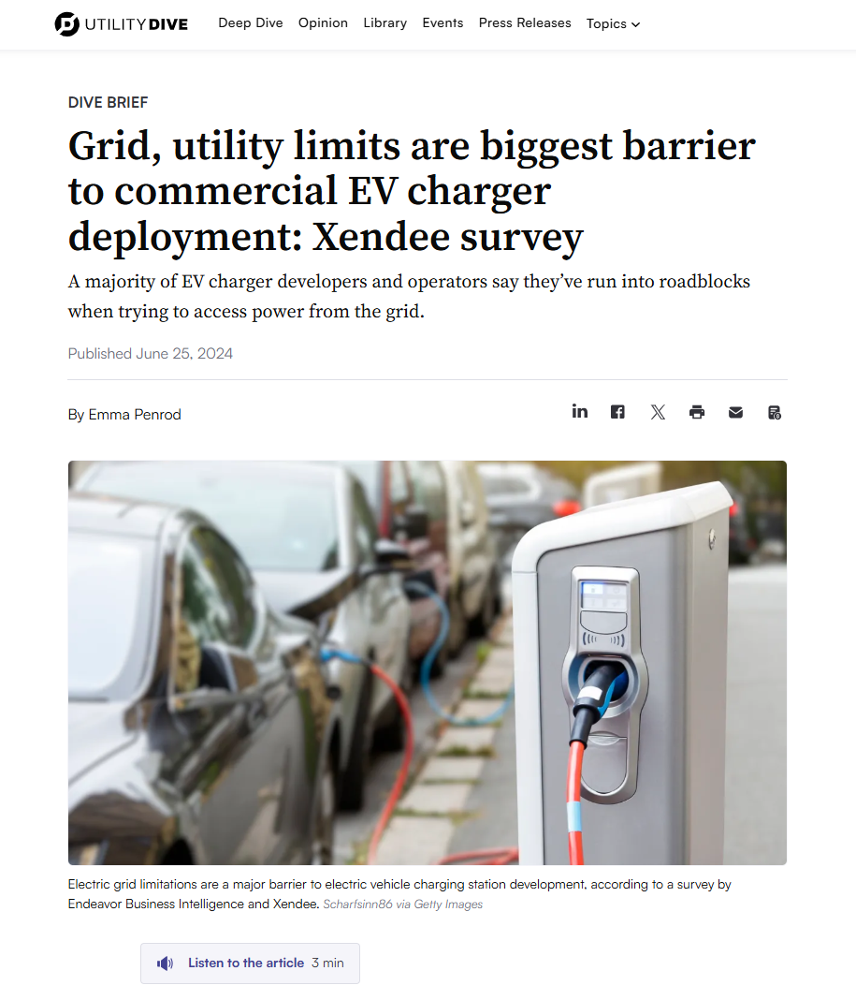 UTILITY DIVE Deep Dive Opinion Library Events Press Releases Topics
DIVE BRIEF
Grid, utility limits are biggest barrier
to commercial EV charger
deployment: Xendee survey
A majority of EV charger developers and operators say they’ve run into roadblocks
when trying to access power from the grid.
Published June 25, 2024
By Emma Penrod
Electric grid limitations are a major barrier to electric vehicle charging station development, according to a survey by
Endeavor Business Intelligence and Xendee. Scharfsinn86 via Getty Images
Listen to the article 3 min